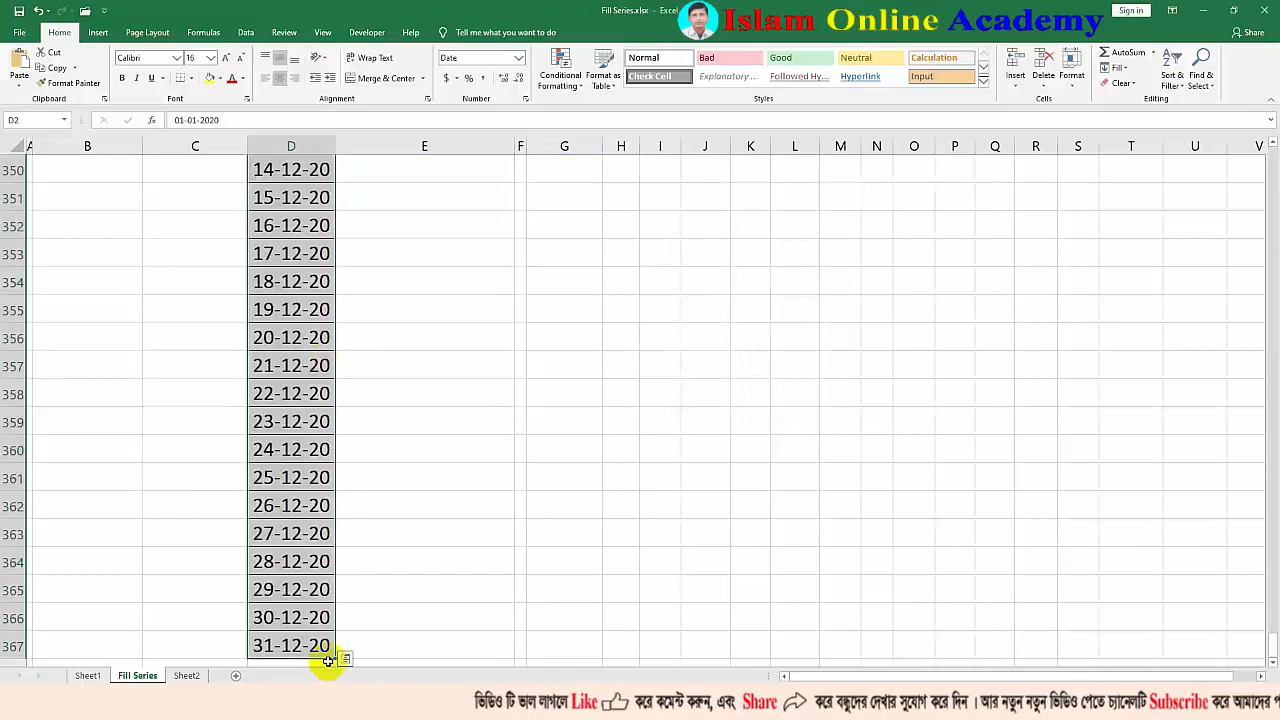 Fill Series.xlsx - Excel
Islam Online Academy
Sign in
File Home Page Layout Formulas Data Review View Developer Help Tell me what you want to do Share
Paste
Cut
Copy
Format Painter
Clipboard
Calibri 16
B I U
Font
Wrap Text
Merge & Center
Alignment
Date
$ % ,
Number
Conditional Formatting
Format as Table
Normal Bad Good Neutral Calculation
Check Cell Explanatory ... Followed Hy... Hyperlink Input
Styles
Insert Delete Format
Cells
AutoSum
Fill
Clear
Sort & Filter
Find & Select
Editing
D2 fx 01-01-2020
A B C D E F G H I J K L M N O P Q R S T U V
350 14-12-20
351 15-12-20
352 16-12-20
353 17-12-20
354 18-12-20
355 19-12-20
356 20-12-20
357 21-12-20
358 22-12-20
359 23-12-20
360 24-12-20
361 25-12-20
362 26-12-20
363 27-12-20
364 28-12-20
365 29-12-20
366 30-12-20
367 31-12-20
Sheet1 Fill Series Sheet2
ভিডিও টি ভাল লাগলে Like করে কমেন্ট করুন, এবং Share করে বন্ধুদের দেখার সুযোগ করে দিন । আর নতুন নতুন ভিডিও পেতে চ্যানেলটি Subscribe করে আমাদের